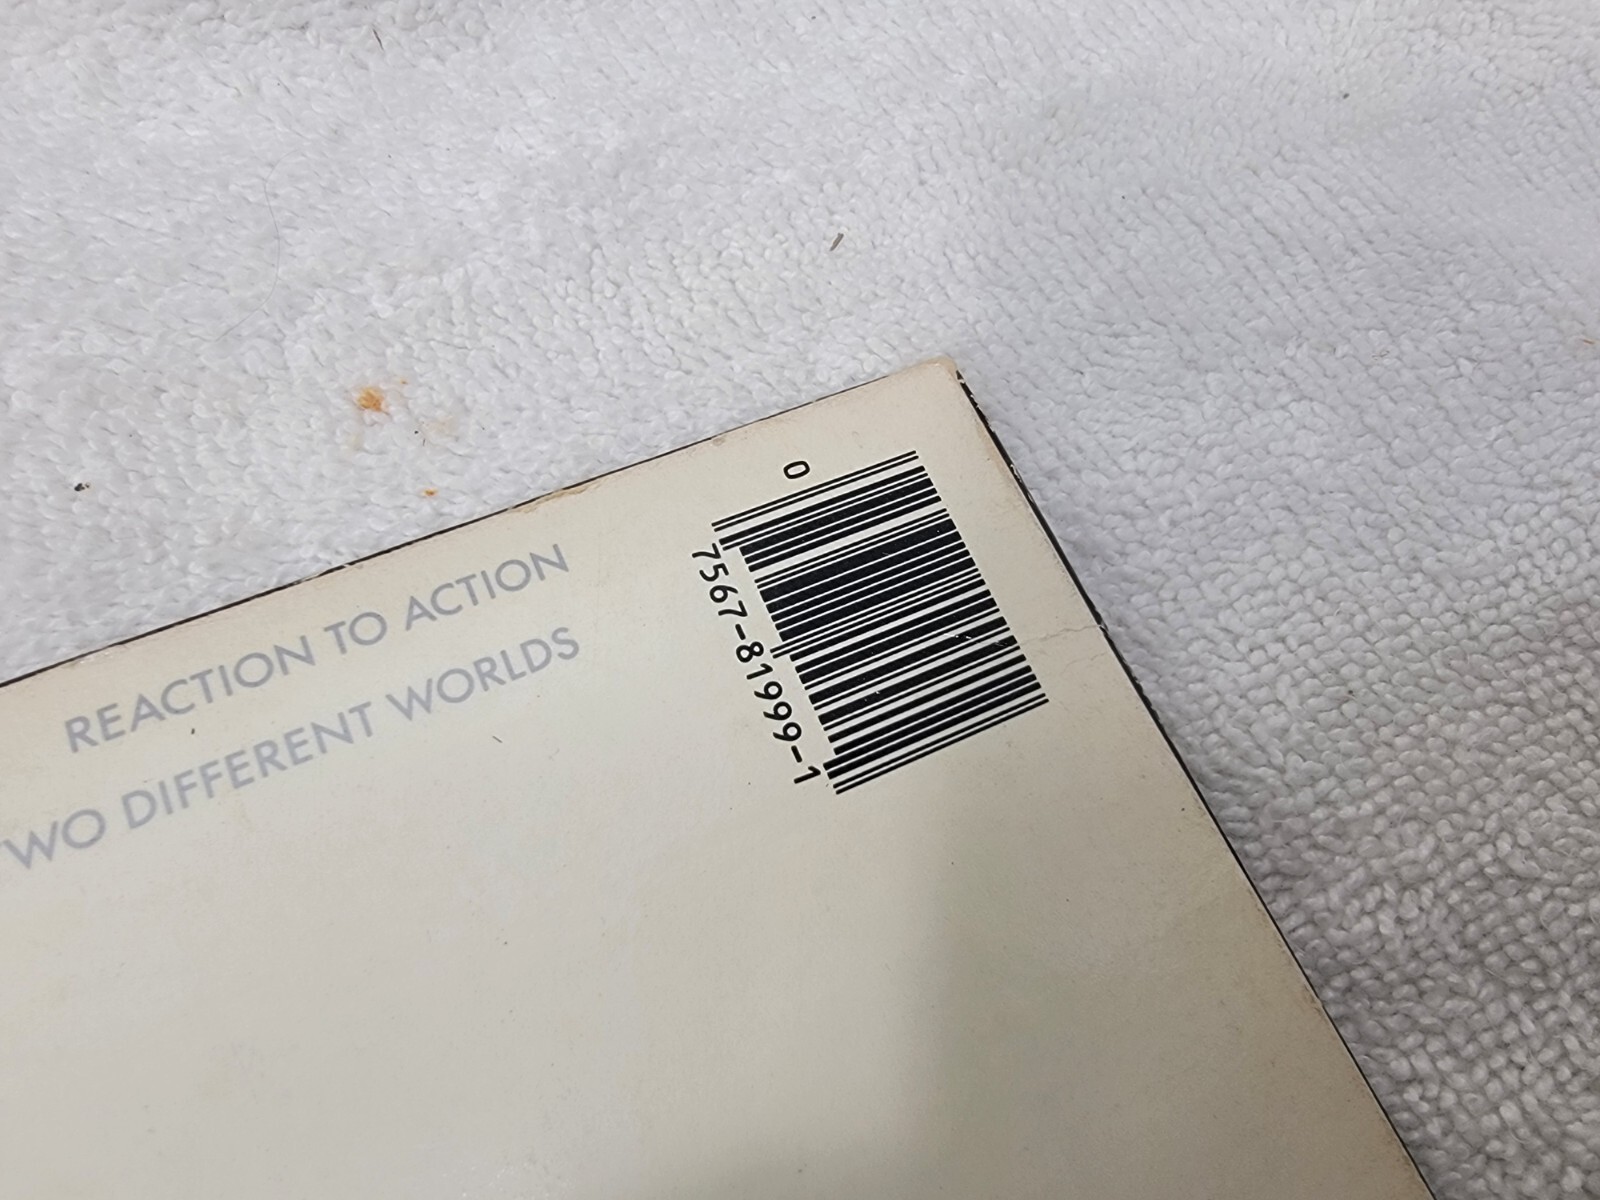 REACTION TO ACTION
WO DIFFERENT WORLDS
0
7567-81999-1